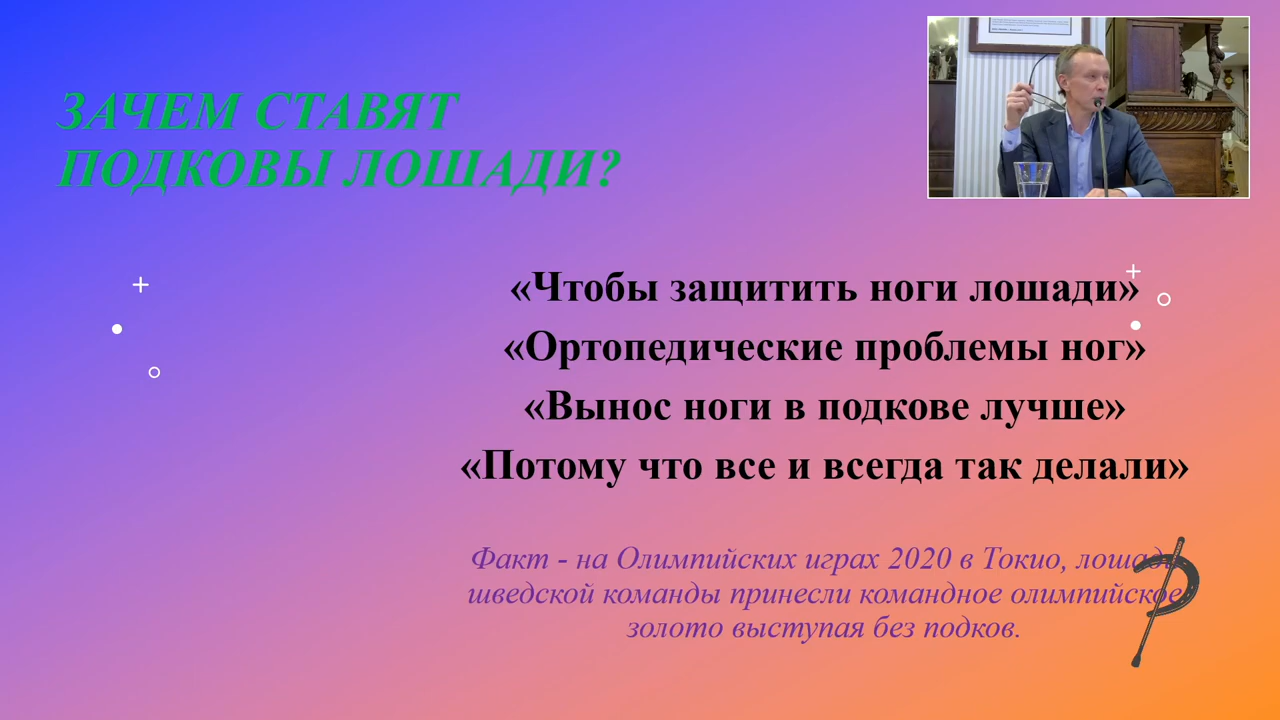 ЗАЧЕМ СТАВЯТ
ПОДКОВЫ ЛОШАДИ?
«Чтобы защитить ноги лошади»
«Ортопедические проблемы ног»
«Вынос ноги в подкове лучше»
«Потому что все и всегда так делали»
Факт - на Олимпийских играх 2020 в Токио, лошади
шведской команды принесли командное олимпийское
золото выступая без подков.